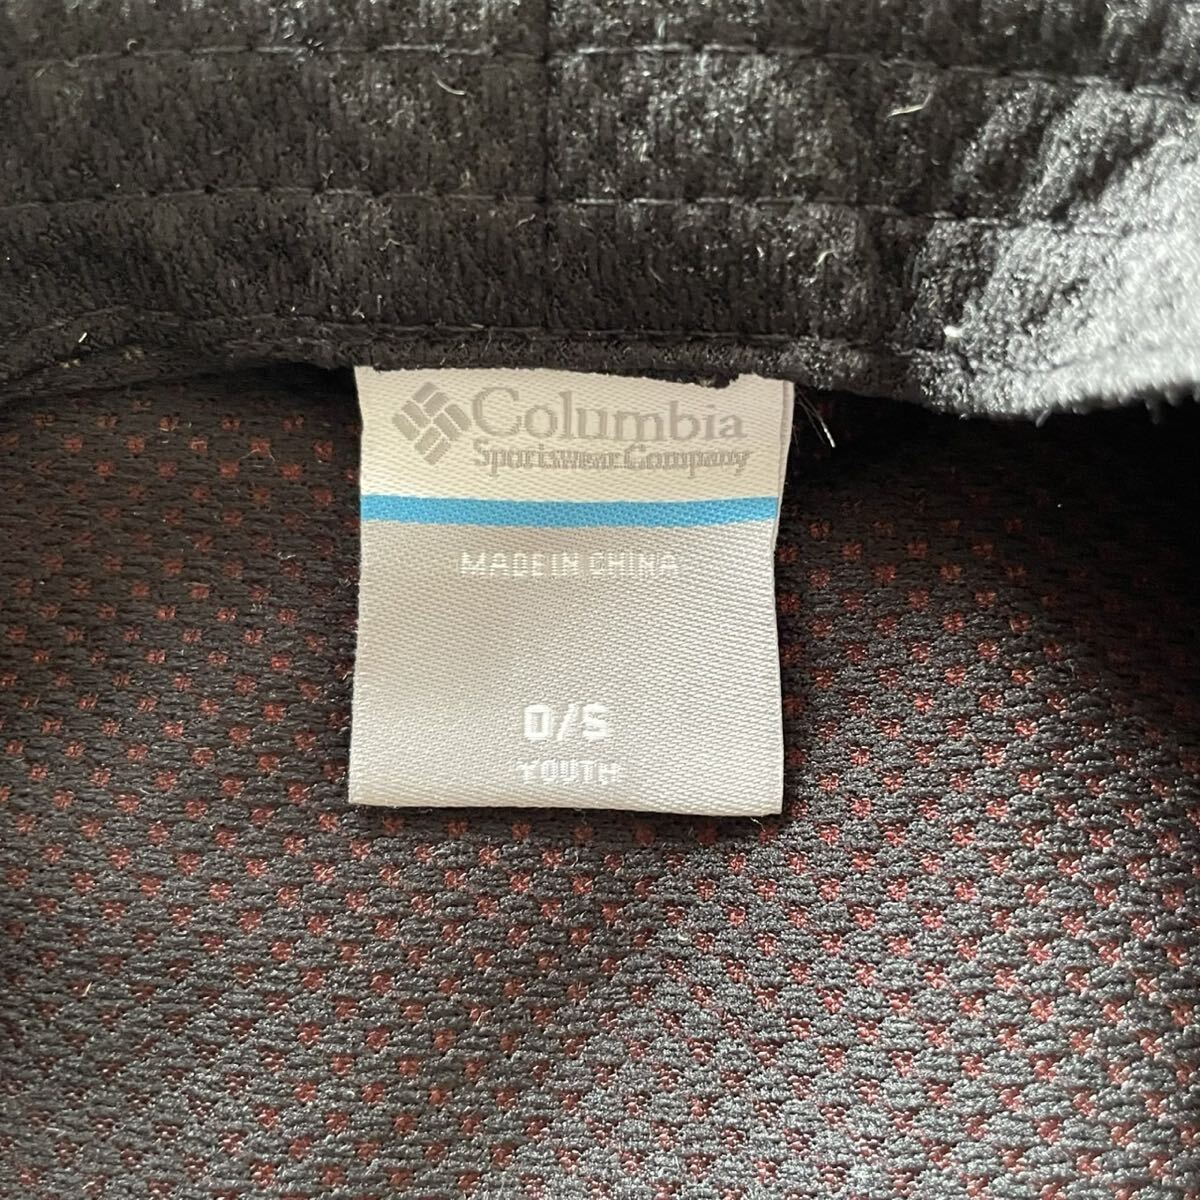 Columbia
Sportswear Company
MADE IN CHINA
O/S
YOUTH